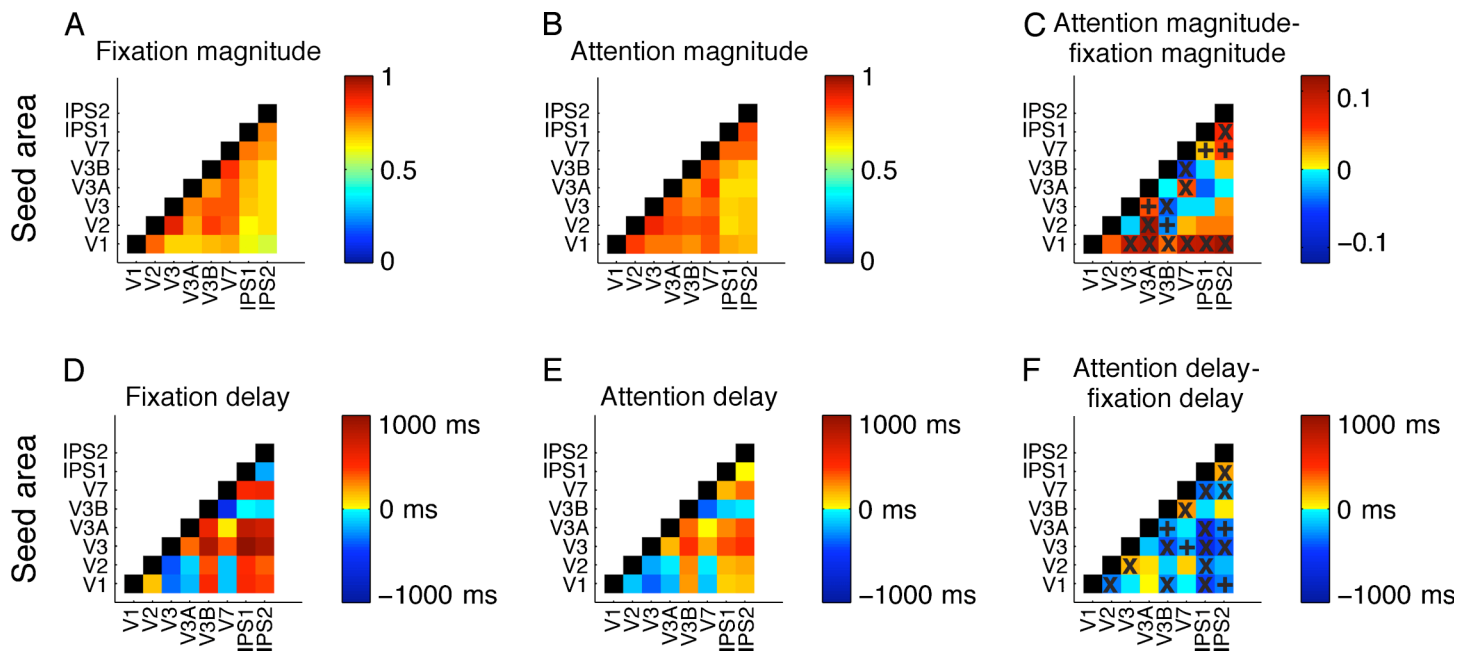 A
Fixation magnitude
Seed area
IPS2
IPS1
V7
V3B
V3A
V3
V2
V1
V1
V2
V3
V3A
V3B
V7
IPS1
IPS2
1
0.5
0
B
Attention magnitude
IPS2
IPS1
V7
V3B
V3A
V3
V2
V1
V1
V2
V3
V3A
V3B
V7
IPS1
IPS2
1
0.5
0
C
Attention magnitude-
fixation magnitude
IPS2
IPS1
V7
V3B
V3A
V3
V2
V1
X
+ +
X
X
+ X
X +
X X X X X X
V1
V2
V3
V3A
V3B
V7
IPS1
IPS2
0.1
0
−0.1
D
Fixation delay
Seed area
IPS2
IPS1
V7
V3B
V3A
V3
V2
V1
V1
V2
V3
V3A
V3B
V7
IPS1
IPS2
1000 ms
0 ms
−1000 ms
E
Attention delay
IPS2
IPS1
V7
V3B
V3A
V3
V2
V1
V1
V2
V3
V3A
V3B
V7
IPS1
IPS2
1000 ms
0 ms
−1000 ms
F
Attention delay-
fixation delay
IPS2
IPS1
V7
V3B
V3A
V3
V2
V1
X
X X
X
+ X +
X + X X
X X
X X X +
V1
V2
V3
V3A
V3B
V7
IPS1
IPS2
1000 ms
0 ms
−1000 ms